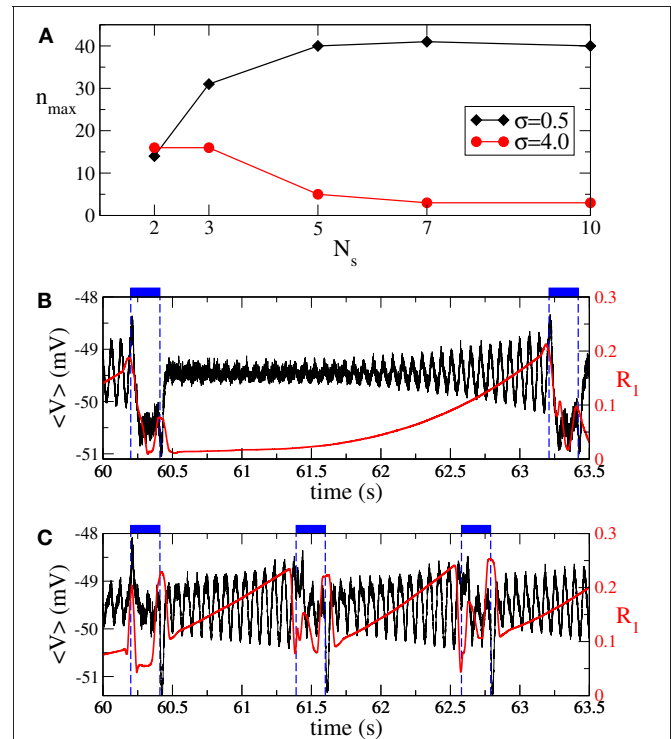 A
40
30
n_max
20
10
0
σ=0.5
σ=4.0
2 3 5 7 10
N_s
B
-48 0.3
-49 0.2
<V> (mV) R_1
-50 0.1
-51 0
60 60.5 61 61.5 62 62.5 63 63.5
time (s)
C
-48 0.3
-49 0.2
<V> (mV) R_1
-50 0.1
-51 0
60 60.5 61 61.5 62 62.5 63 63.5
time (s)